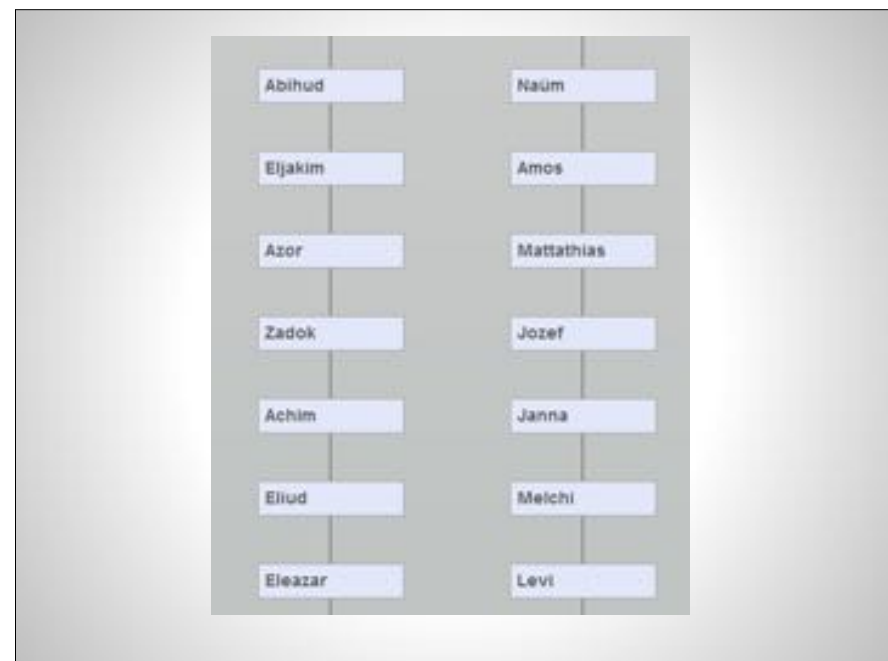 Abihud
Naüm
Eljakim
Amos
Azor
Mattathias
Zadok
Jozef
Achim
Janna
Eliud
Melchi
Eleazar
Levi